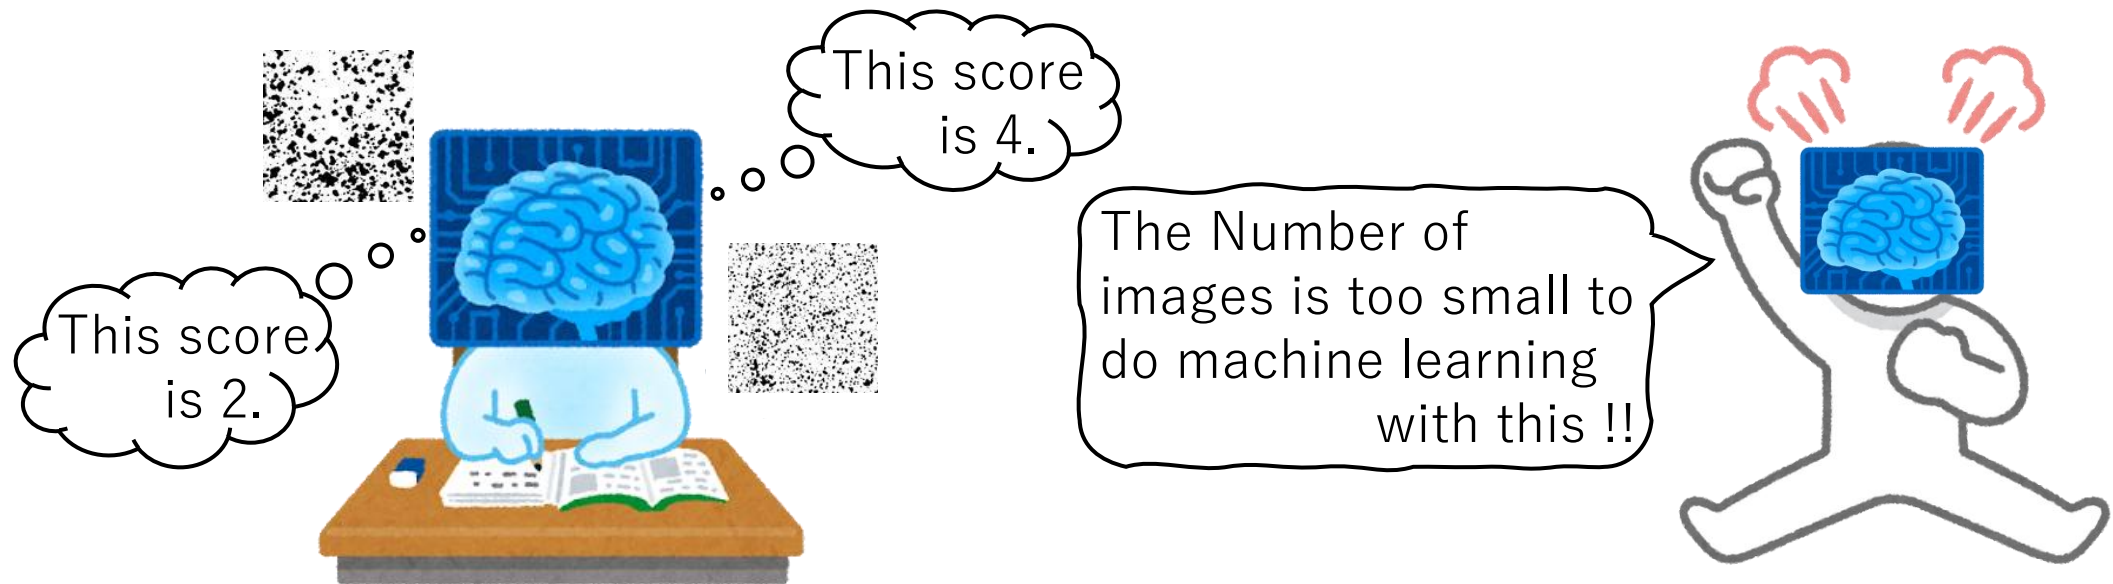 This score
is 4.
This score
is 2.
The Number of
images is too small to
do machine learning
with this !!